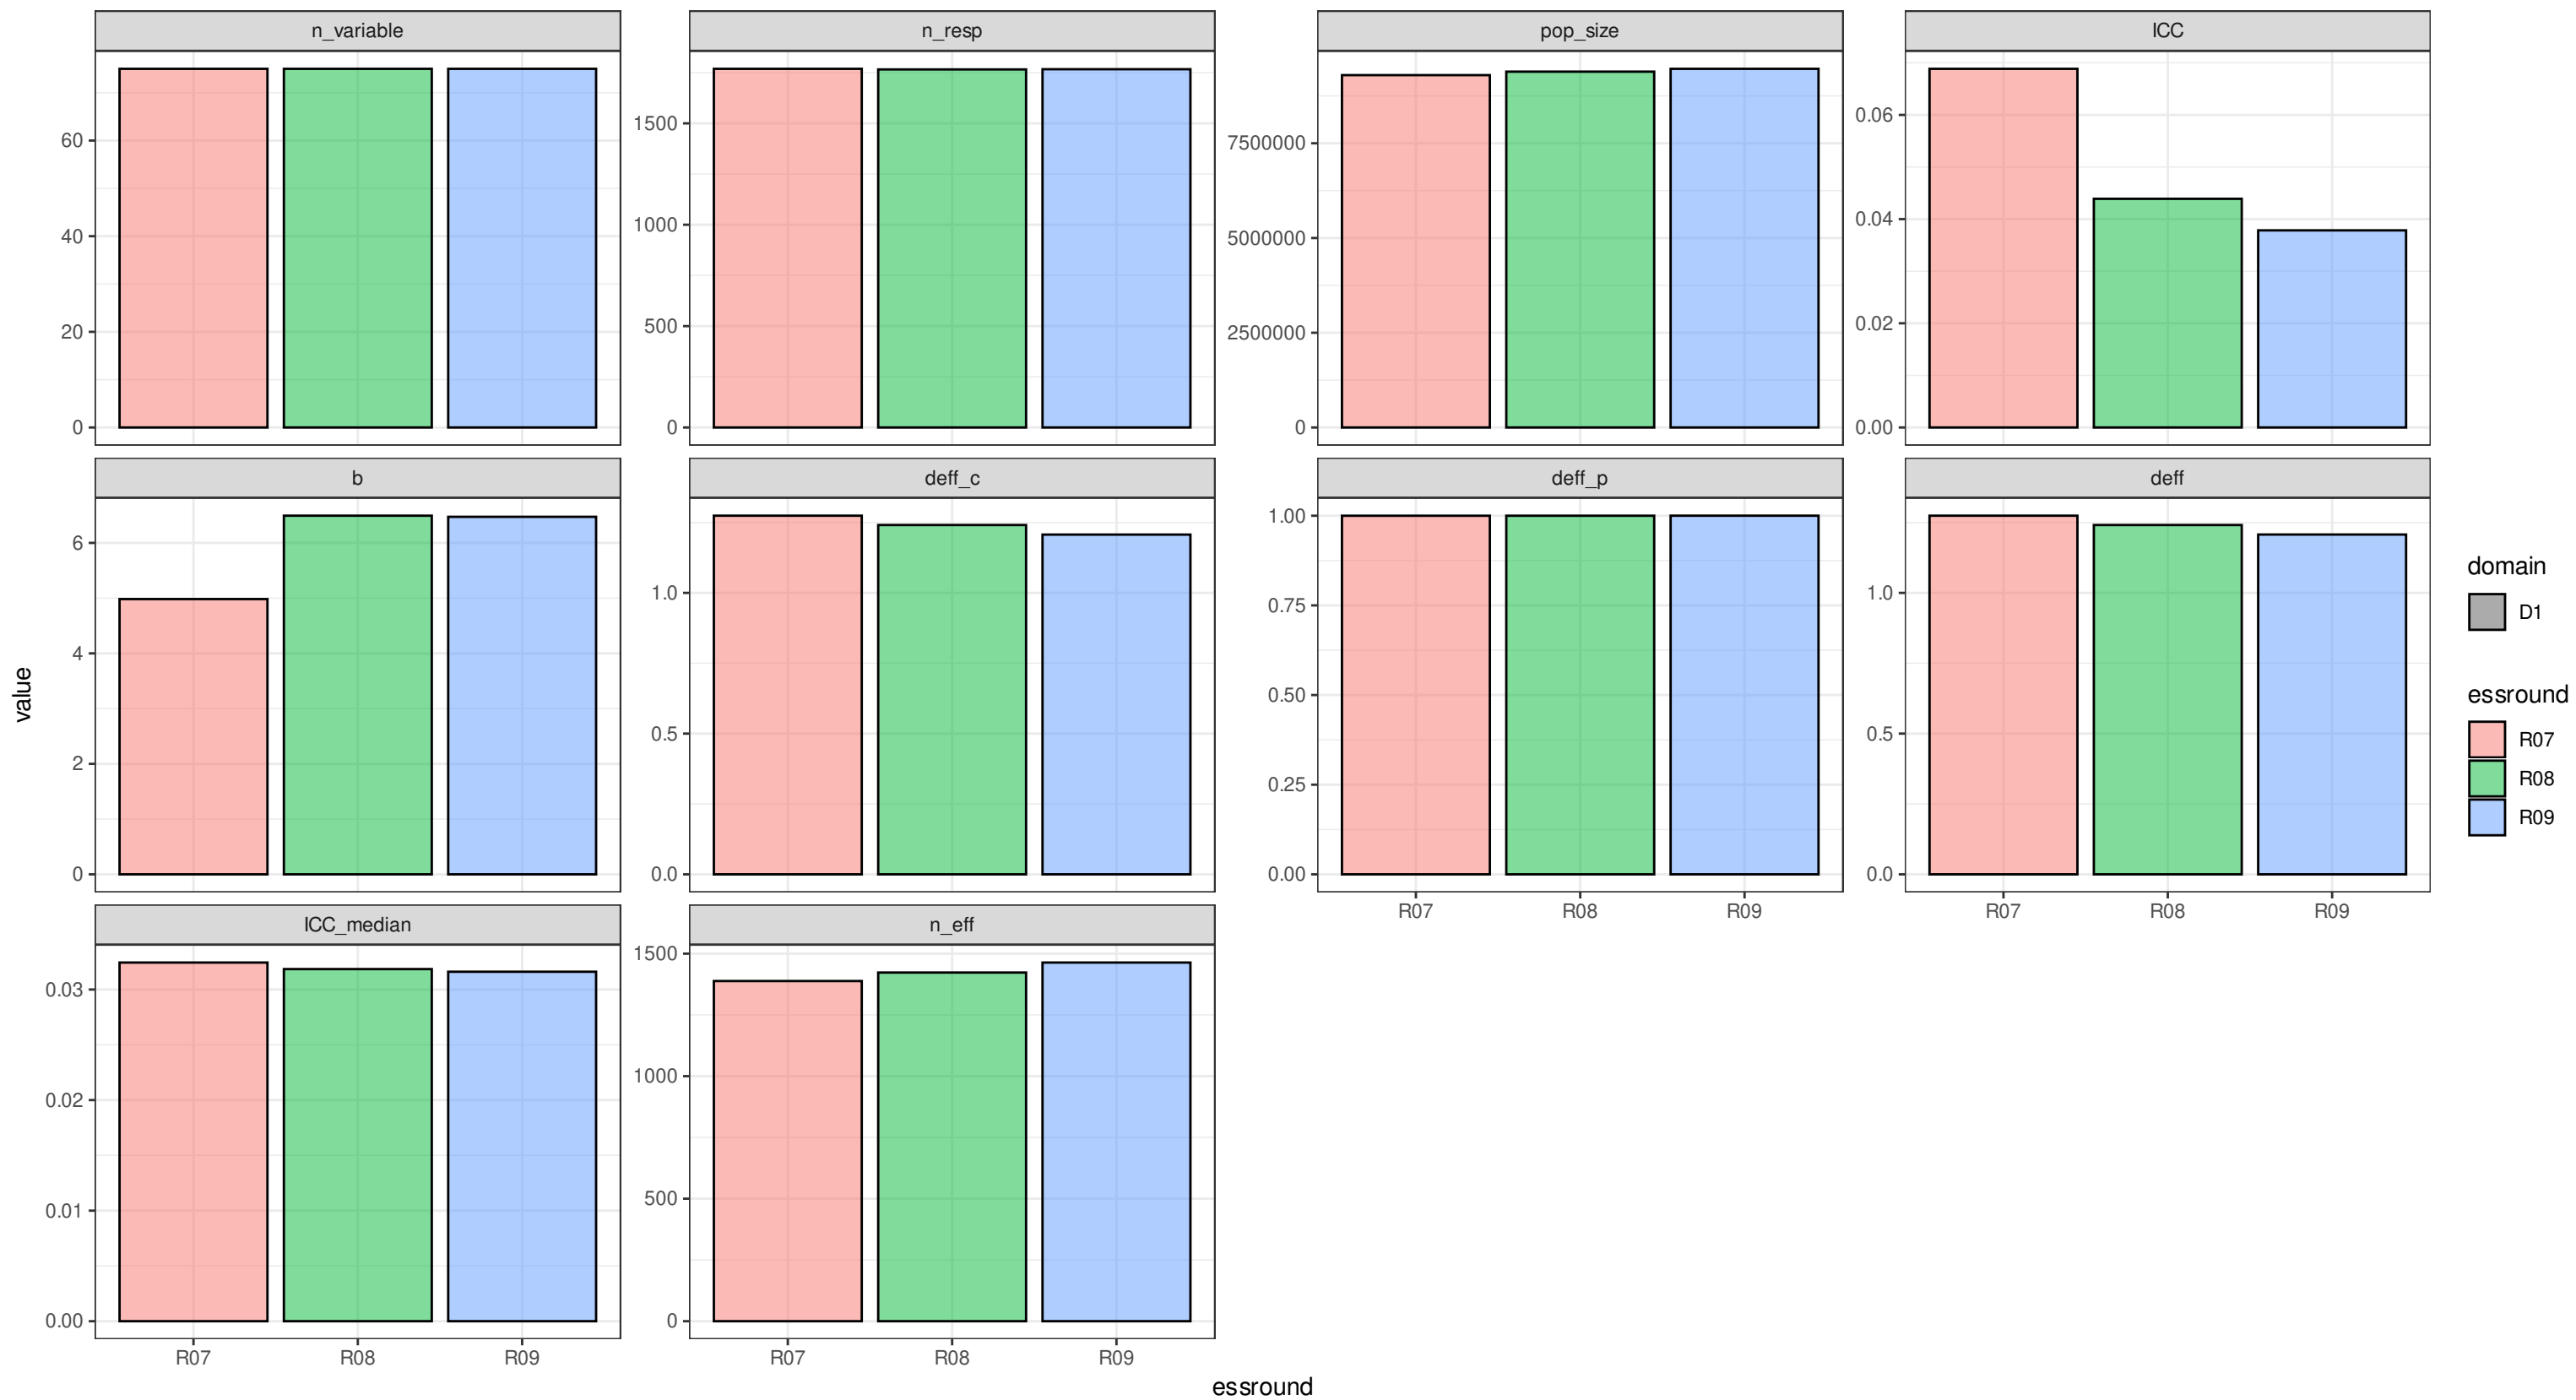 n_variable
n_resp
pop_size
ICC
60
40
20
0
1500
1000
500
0
7500000
5000000
2500000
0
0.06
0.04
0.02
0.00
b
deff_c
deff_p
deff
6
4
2
0
1.0
0.5
0.0
1.00
0.75
0.50
0.25
0.00
1.0
0.5
0.0
R07 R08 R09
R07 R08 R09
ICC_median
n_eff
0.03
0.02
0.01
0.00
1500
1000
500
0
R07 R08 R09
R07 R08 R09
value
essround
domain
D1
essround
R07
R08
R09